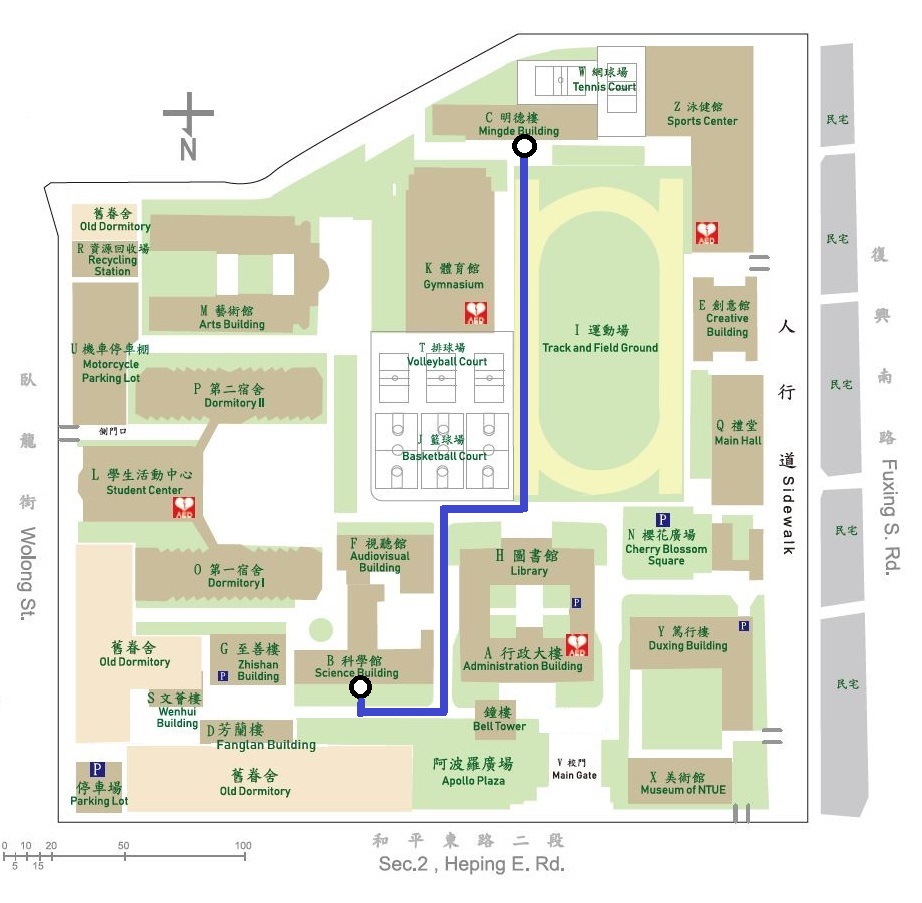 W 網球場
Tennis Court
Z 泳健館
Sports Center
C 明德樓
Mingde Building
民宅
N
舊眷舍
Old Dormitory
R 資源回收場
Recycling
Station
K 體育館
Gymnasium
AED
AED
民宅
復興南路
Fuxing S. Rd.
M 藝術館
Arts Building
E 創意館
Creative
Building
人行道 Sidewalk
I 運動場
Track and Field Ground
T 排球場
Volleyball Court
U 機車停車棚
Motorcycle
Parking Lot
P 第二宿舍
Dormitory II
民宅
臥龍街
Wolong St.
側門口
J 籃球場
Basketball Court
Q 禮堂
Main Hall
L 學生活動中心
Student Center
AED
P
N 櫻花廣場
Cherry Blossom
Square
民宅
F 視聽館
Audiovisual
Building
H 圖書館
Library
P
O 第一宿舍
Dormitory I
舊眷舍
Old Dormitory
G 至善樓
Zhishan
Building
P
B 科學館
Science Building
A 行政大樓
Administration Building
AED
Y 篤行樓
Duxing Building
P
民宅
S 文薈樓
Wenhui
Building
D 芳蘭樓
Fanglan Building
鐘樓
Bell Tower
P
停車場
Parking Lot
舊眷舍
Old Dormitory
阿波羅廣場
Apollo Plaza
V 校門
Main Gate
X 美術館
Museum of NTUE
0 10 20 50 100
5 15
和平東路二段
Sec.2 , Heping E. Rd.